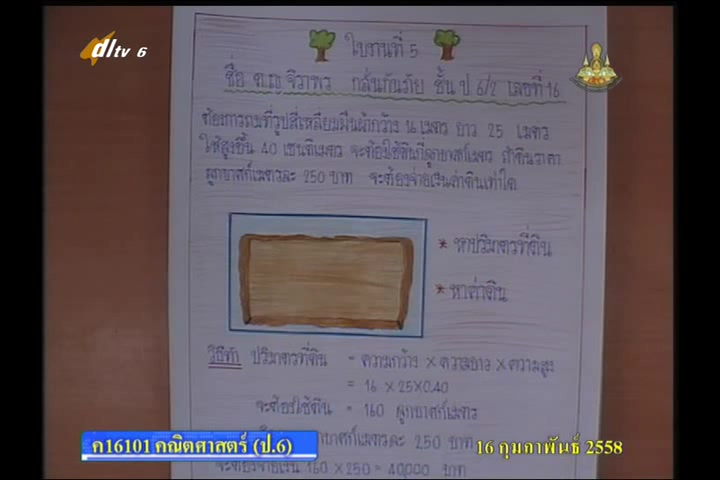 dltv 6
ใบงานที่ 5
ชื่อ ด.ญ จิราพร กลั่นกันภัย ชั้น ป 6/2 เลขที่ 16
ต้องการถมที่รูปสี่เหลี่ยมผืนผ้ากว้าง 16 เมตร ยาว 25 เมตร
ให้สูงขึ้น 40 เซนติเมตร จะต้องใช้ดินกี่ลูกบาศก์เมตร ถ้าดินราคา
ลูกบาศก์เมตรละ 250 บาท จะต้องจ่ายเงินค่าดินเท่าใด
* หาปริมาตรที่ดิน
* หาค่าดิน
วิธีทำ ปริมาตรที่ดิน = ความกว้าง × ความยาว × ความสูง
= 16 × 25 × 0.40
จะต้องใช้ดิน = 160 ลูกบาศก์เมตร
ลูกบาศก์เมตรละ 250 บาท
จะต้องจ่ายเงิน 160 × 250 = 40,000 บาท
ค16101 คณิตศาสตร์ (ป.6)
16 กุมภาพันธ์ 2558